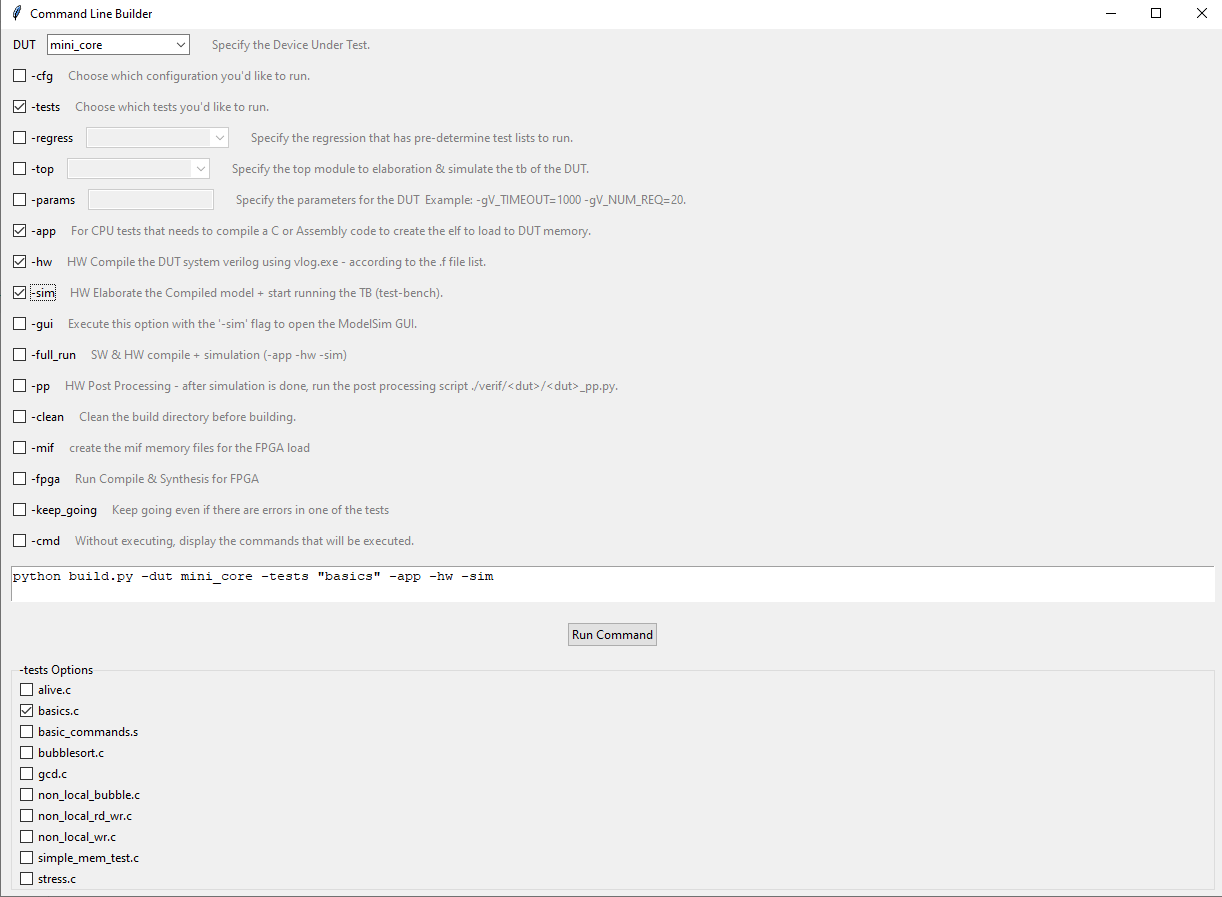 Command Line Builder
DUT mini_core Specify the Device Under Test.
-cfg Choose which configuration you'd like to run.
-tests Choose which tests you'd like to run.
-regress Specify the regression that has pre-determine test lists to run.
-top Specify the top module to elaboration & simulate the tb of the DUT.
-params Specify the parameters for the DUT Example: -gV_TIMEOUT=1000 -gV_NUM_REQ=20.
-app For CPU tests that needs to compile a C or Assembly code to create the elf to load to DUT memory.
-hw HW Compile the DUT system verilog using vlog.exe - according to the .f file list.
-sim HW Elaborate the Compiled model + start running the TB (test-bench).
-gui Execute this option with the '-sim' flag to open the ModelSim GUI.
-full_run SW & HW compile + simulation (-app -hw -sim)
-pp HW Post Processing - after simulation is done, run the post processing script ./verif/<dut>/<dut>_pp.py.
-clean Clean the build directory before building.
-mif create the mif memory files for the FPGA load
-fpga Run Compile & Synthesis for FPGA
-keep_going Keep going even if there are errors in one of the tests
-cmd Without executing, display the commands that will be executed.
python build.py -dut mini_core -tests "basics" -app -hw -sim
Run Command
-tests Options
alive.c
basics.c
basic_commands.s
bubblesort.c
gcd.c
non_local_bubble.c
non_local_rd_wr.c
non_local_wr.c
simple_mem_test.c
stress.c